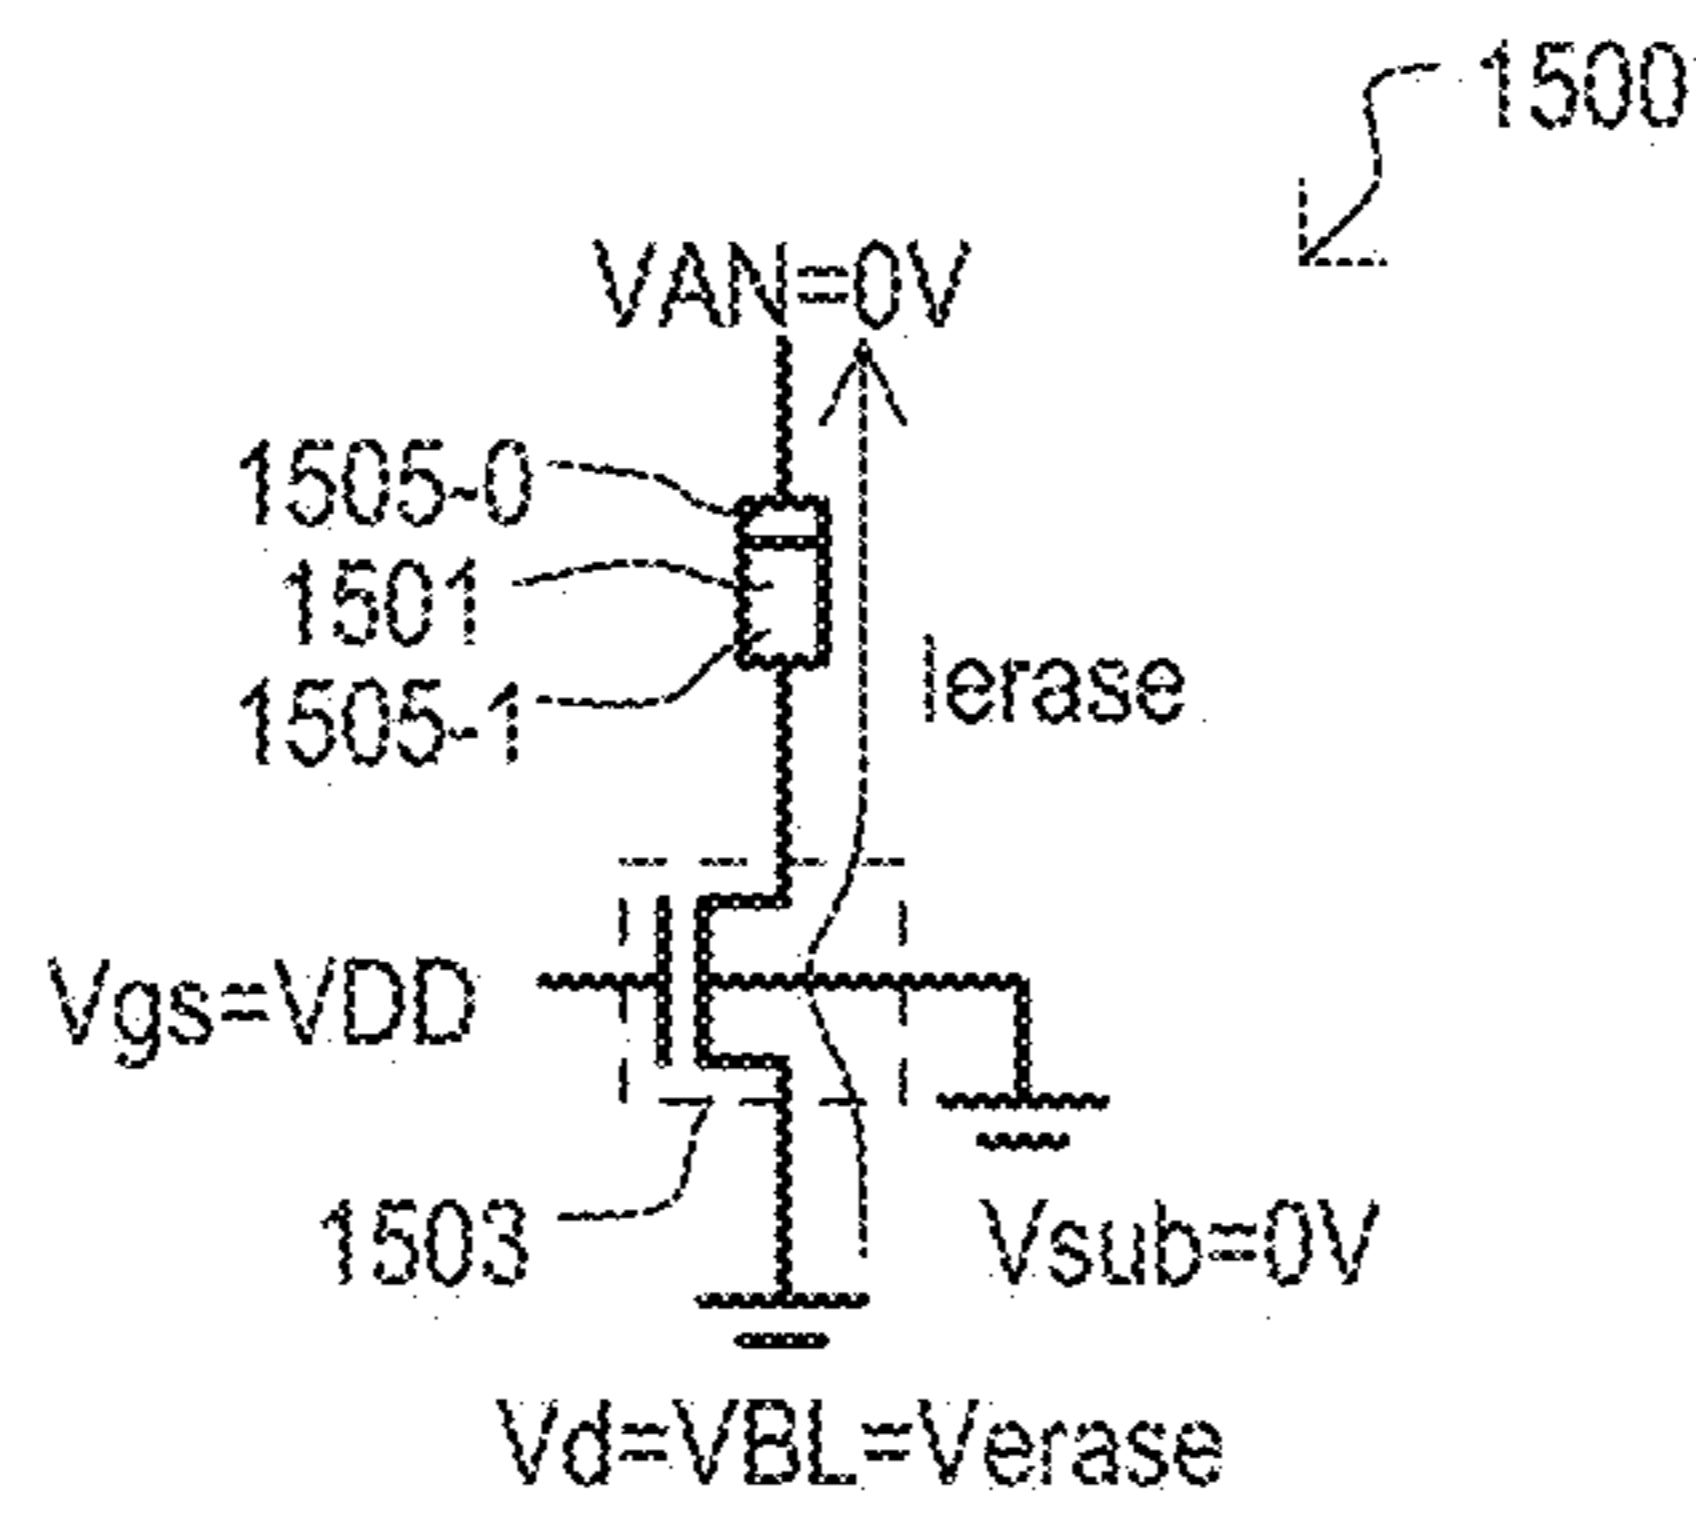 1500
VAN=0V
1505-0
1501
1505-1
Ierase
Vgs=VDD
1503
Vsub=0V
Vd=VBL=Verase